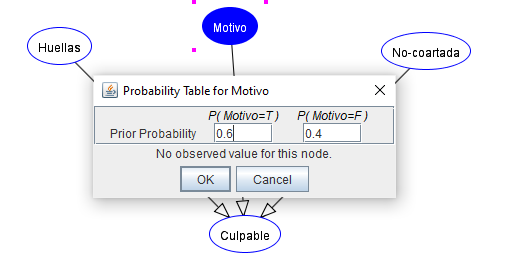 Motivo
Huellas
No-coartada
Probability Table for Motivo
P( Motivo=T ) P( Motivo=F )
Prior Probability 0.6 0.4
No observed value for this node.
OK Cancel
Culpable